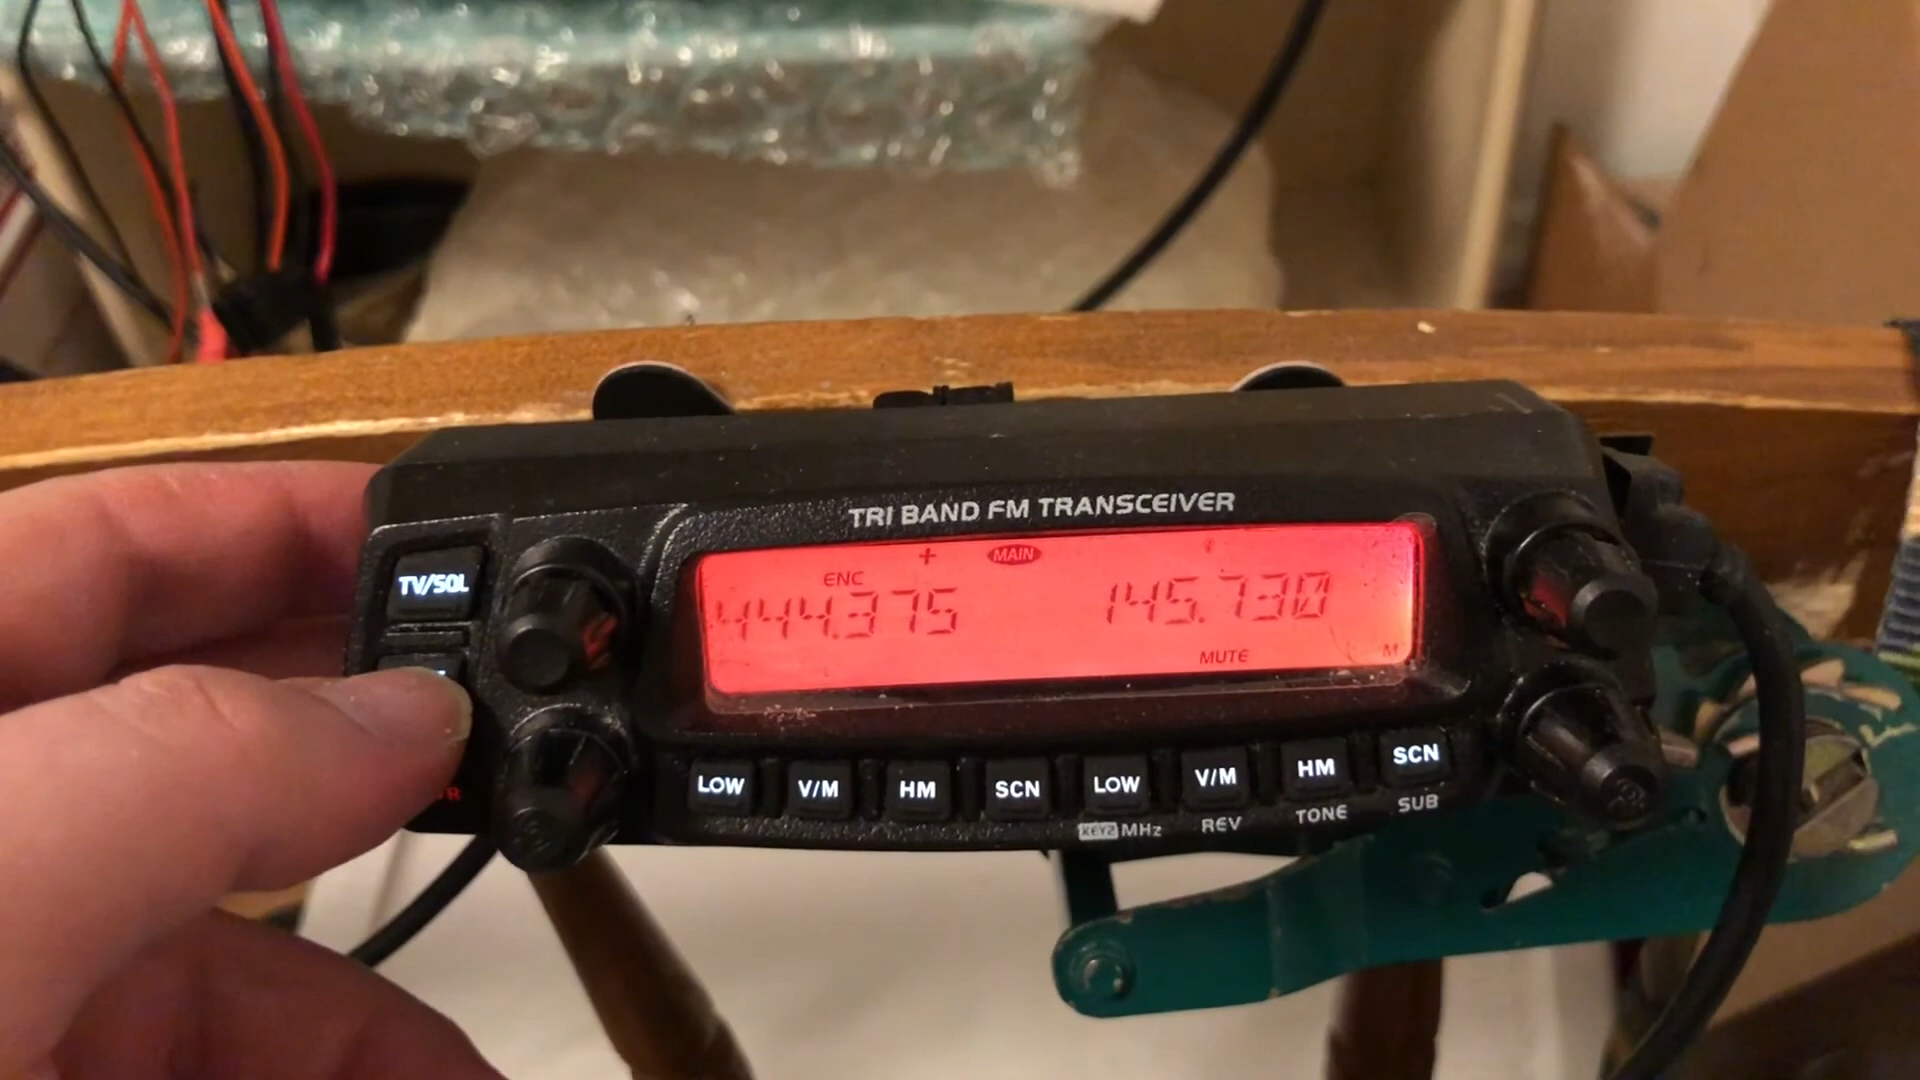 TRI BAND FM TRANSCEIVER
TV/SQL
+ MAIN
ENC
444.375 145.730
MUTE M
LOW V/M HM SCN LOW V/M HM SCN
KEY2 MHz REV TONE SUB